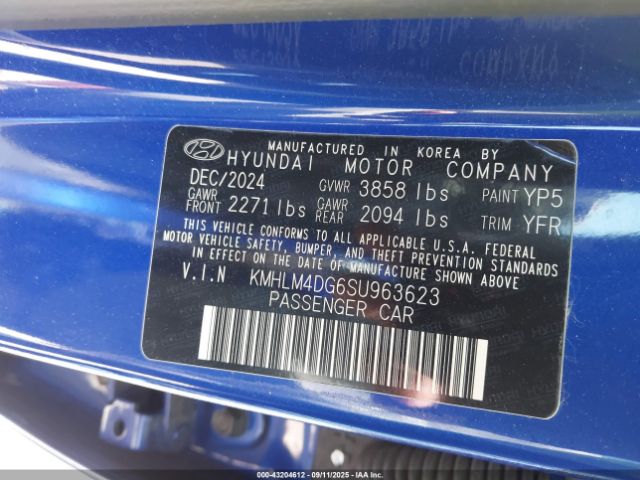 MANUFACTURED IN KOREA BY
HYUNDAI MOTOR COMPANY
DEC/2024 GVWR 3858 lbs PAINT YP5
GAWR FRONT 2271 lbs GAWR REAR 2094 lbs TRIM YFR
THIS VEHICLE CONFORMS TO ALL APPLICABLE U.S.A. FEDERAL
MOTOR VEHICLE SAFETY, BUMPER, AND THEFT PREVENTION STANDARDS
IN EFFECT ON THE DATE OF MANUFACTURE SHOWN ABOVE
V.I.N KMHLM4DG6SU963623
PASSENGER CAR
000-43204612 - 09/11/2025 - IAAI.COM